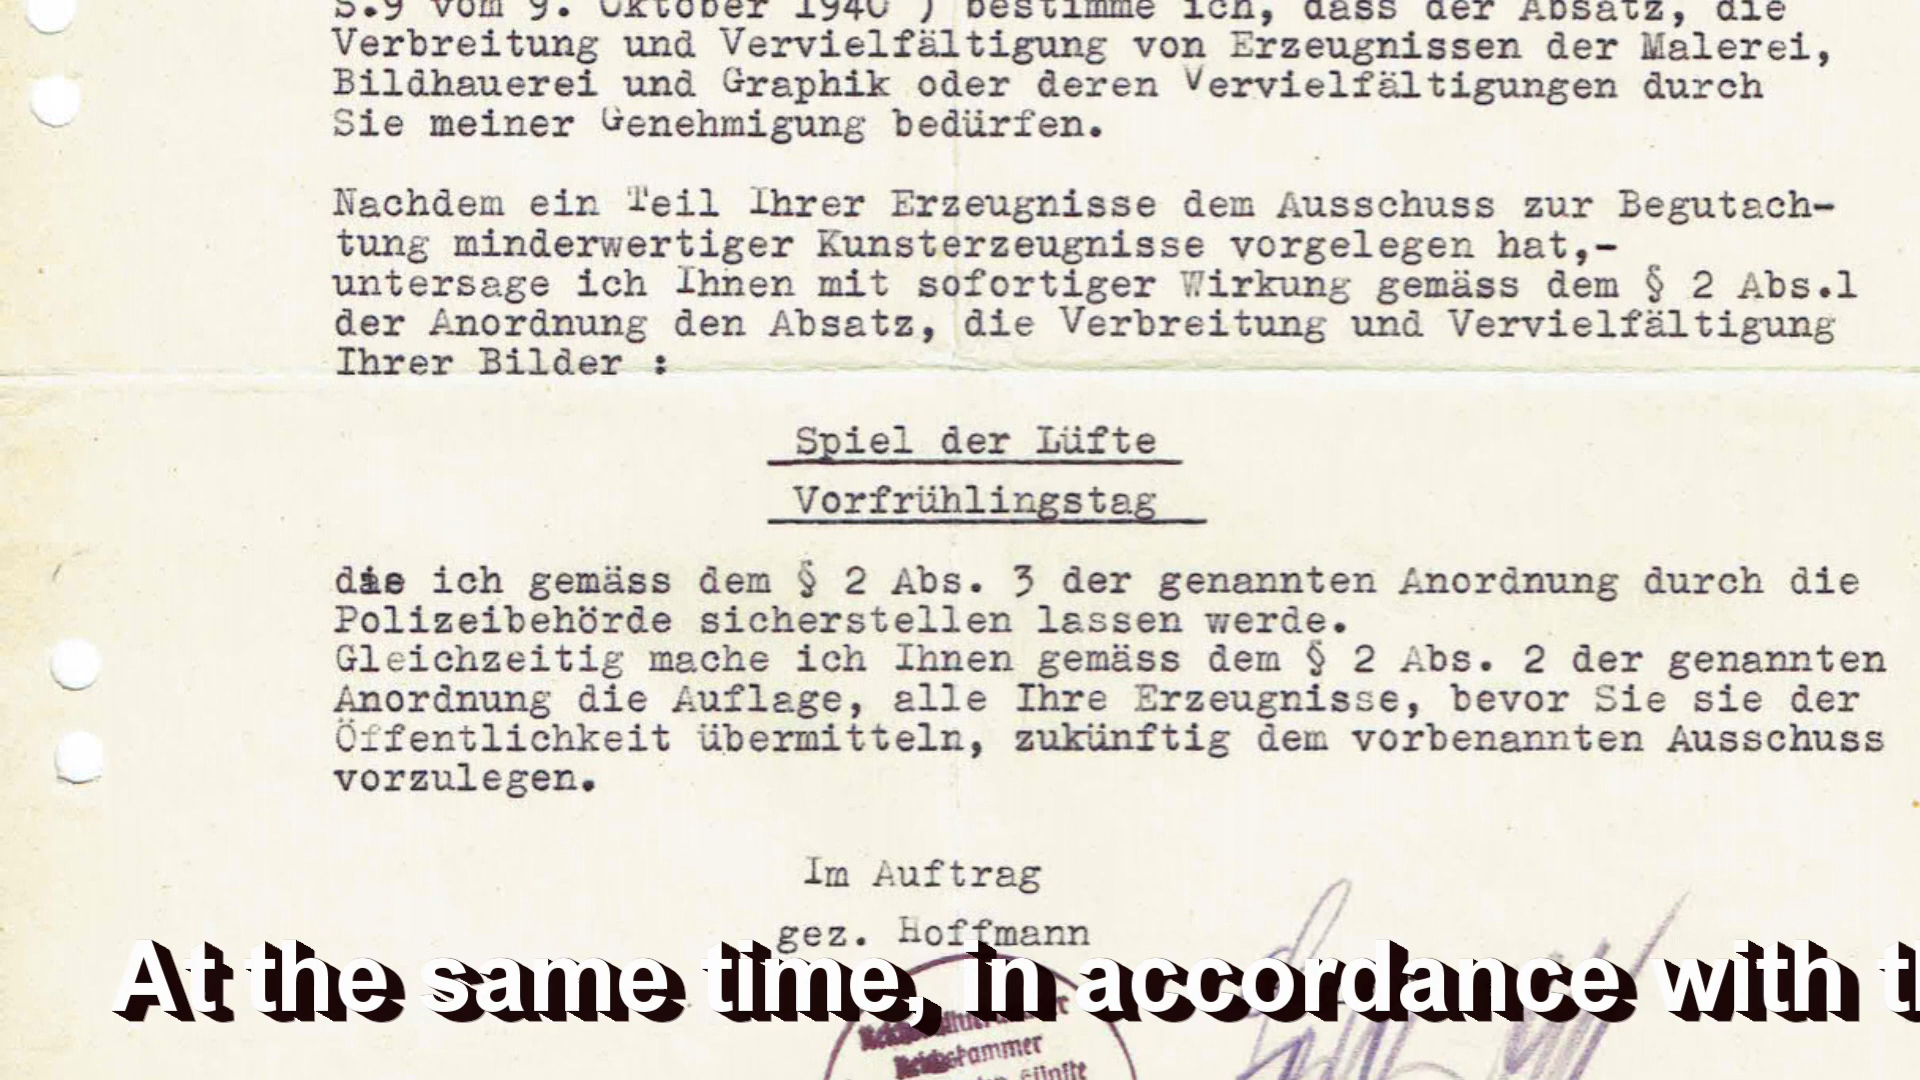 S.9 vom 9. Oktober 1940 ) bestimme ich, dass der Absatz, die
Verbreitung und Vervielfältigung von Erzeugnissen der Malerei,
Bildhauerei und Graphik oder deren Vervielfältigungen durch
Sie meiner Genehmigung bedürfen.
Nachdem ein Teil Ihrer Erzeugnisse dem Ausschuss zur Begutach-
tung minderwertiger Kunsterzeugnisse vorgelegen hat,-
untersage ich Ihnen mit sofortiger Wirkung gemäss dem § 2 Abs.1
der Anordnung den Absatz, die Verbreitung und Vervielfältigung
Ihrer Bilder :
Spiel der Lüfte
Vorfrühlingstag
die ich gemäss dem § 2 Abs. 3 der genannten Anordnung durch die
Polizeibehörde sicherstellen lassen werde.
Gleichzeitig mache ich Ihnen gemäss dem § 2 Abs. 2 der genannten
Anordnung die Auflage, alle Ihre Erzeugnisse, bevor Sie sie der
Öffentlichkeit übermitteln, zukünftig dem vorbenannten Ausschuss
vorzulegen.
Im Auftrag
gez. Hoffmann
At the same time, in accordance with t
Reichskammer